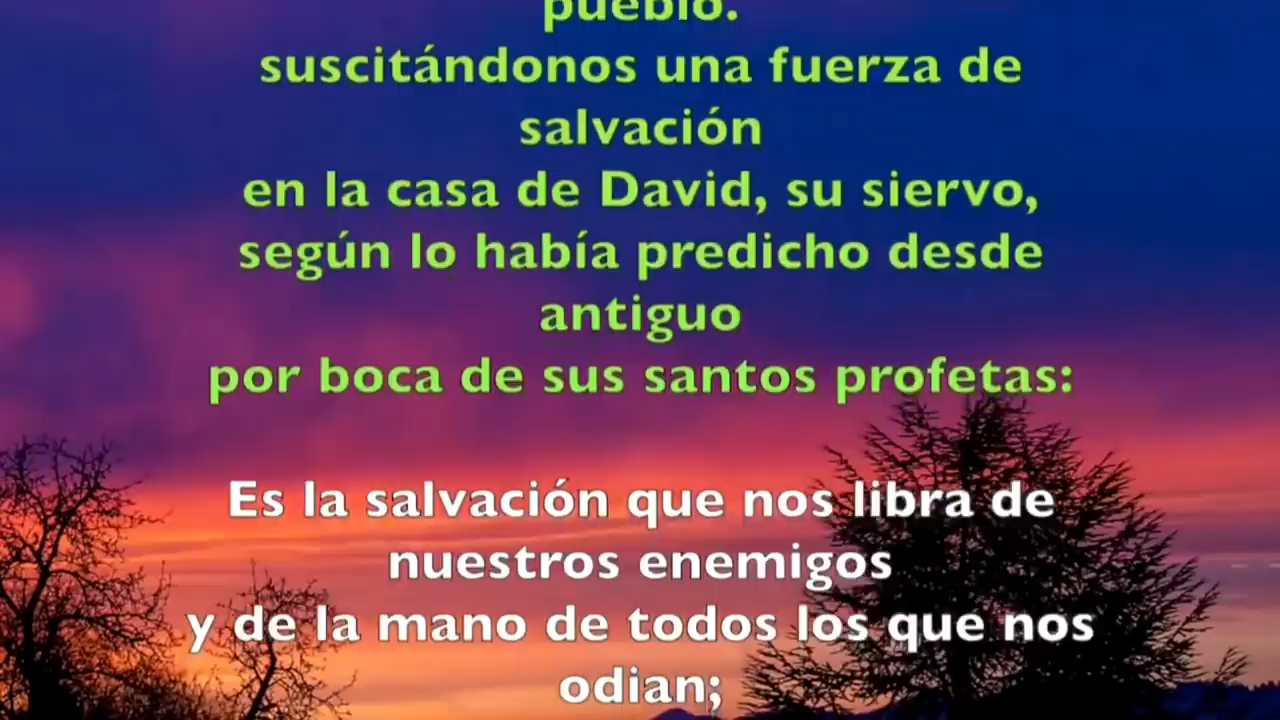 pueblo.
suscitándonos una fuerza de
salvación
en la casa de David, su siervo,
según lo había predicho desde
antiguo
por boca de sus santos profetas:
Es la salvación que nos libra de
nuestros enemigos
y de la mano de todos los que nos
odian;